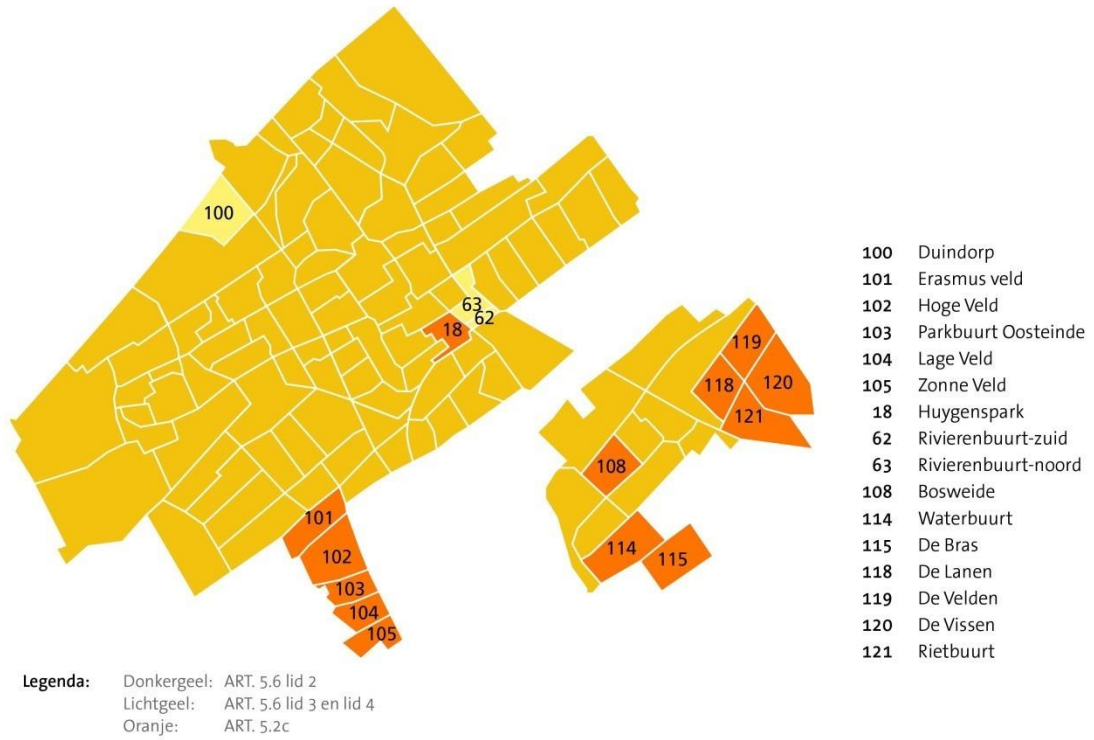 100
63
62
18
119
118
120
121
108
101
102
114
115
103
104
105
100 Duindorp
101 Erasmus veld
102 Hoge Veld
103 Parkbuurt Oosteinde
104 Lage Veld
105 Zonne Veld
18 Huygenspark
62 Rivierenbuurt-zuid
63 Rivierenbuurt-noord
108 Bosweide
114 Waterbuurt
115 De Bras
118 De Lanen
119 De Velden
120 De Vissen
121 Rietbuurt
Legenda: Donkergeel: ART. 5.6 lid 2
Lichtgeel: ART. 5.6 lid 3 en lid 4
Oranje: ART. 5.2c